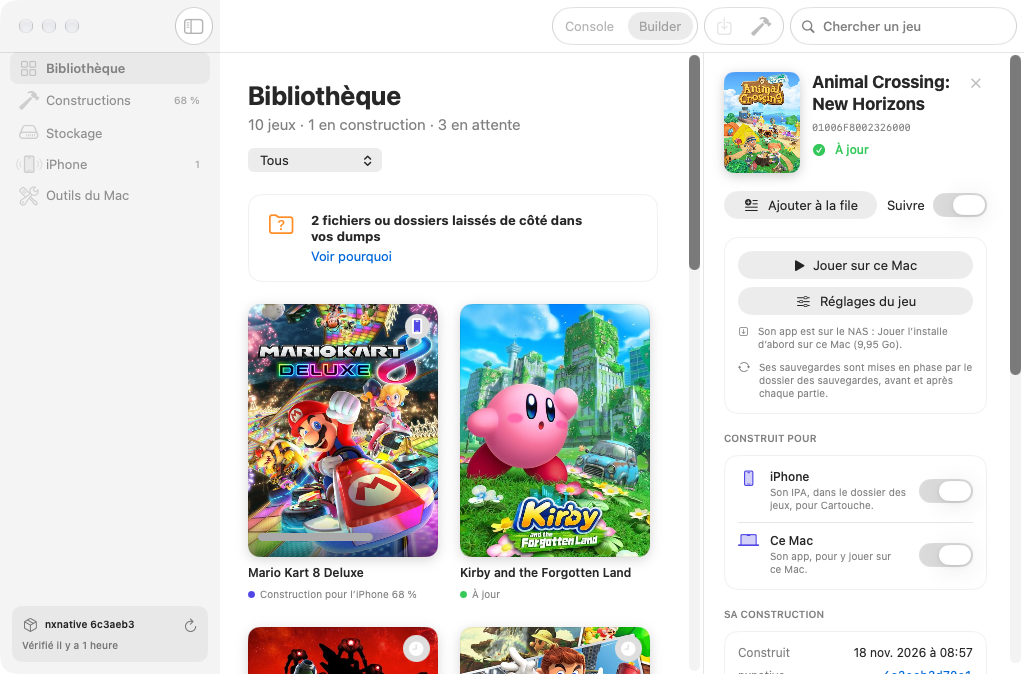 Console
Builder
Chercher un jeu
Bibliothèque
Constructions
68 %
Stockage
iPhone
1
Outils du Mac
nxnative 6c3aeb3
Vérifié il y a 1 heure
Bibliothèque
10 jeux · 1 en construction · 3 en attente
Tous
2 fichiers ou dossiers laissés de côté dans
vos dumps
Voir pourquoi
MARIOKART 8
DELUXE
Mario Kart 8 Deluxe
Construction pour l’iPhone 68 %
Kirby
and the
Forgotten Land
Kirby and the Forgotten Land
À jour
Animal
Crossing
Animal Crossing:
New Horizons
01006F8002326000
À jour
Ajouter à la file
Suivre
Jouer sur ce Mac
Réglages du jeu
Son app est sur le NAS : Jouer l’installe
d’abord sur ce Mac (9,95 Go).
Ses sauvegardes sont mises en phase par le
dossier des sauvegardes, avant et après
chaque partie.
CONSTRUIT POUR
iPhone
Son IPA, dans le dossier des
jeux, pour Cartouche.
Ce Mac
Son app, pour y jouer sur
ce Mac.
SA CONSTRUCTION
Construit
18 nov. 2026 à 08:57